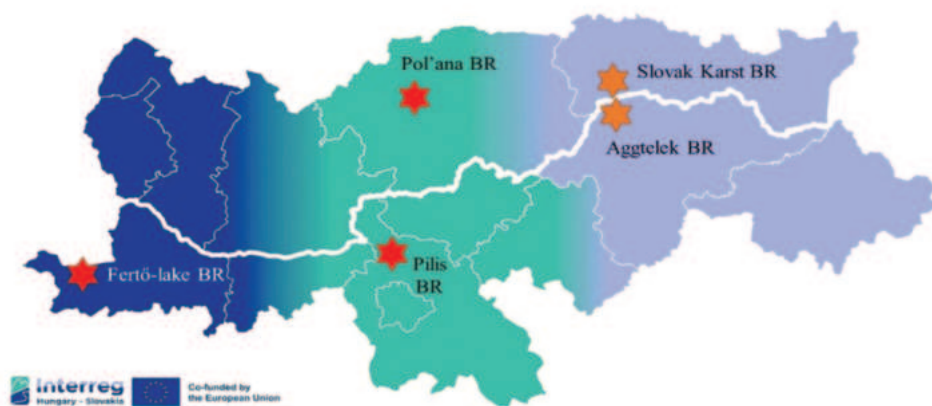 Pol'ana BR
Slovak Karst BR
Aggtelek BR
Fertő-lake BR
Pilis
BR
Interreg
Hungary - Slovakia
Co-funded by
the European Union